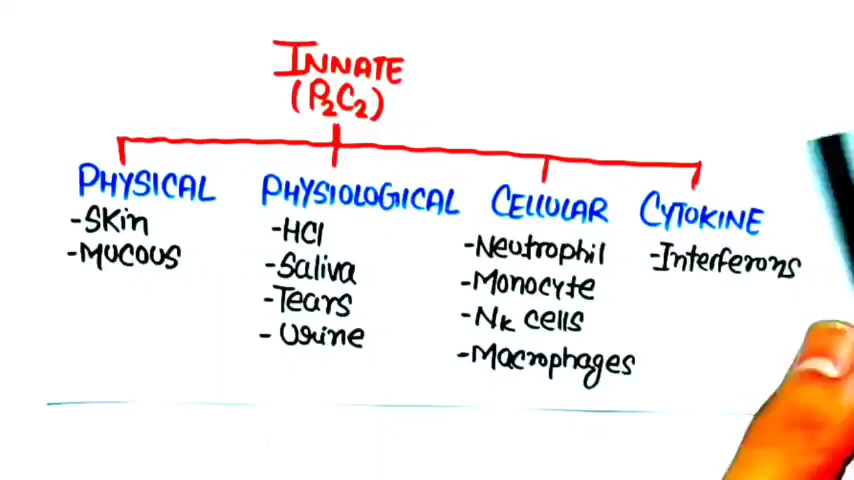 INNATE
(P2C2)
PHYSICAL
-Skin
-Mucous
PHYSIOLOGICAL
-HCl
-Saliva
-Tears
-Urine
CELLULAR
-Neutrophil
-Monocyte
-NK cells
-Macrophages
CYTOKINE
-Interferons